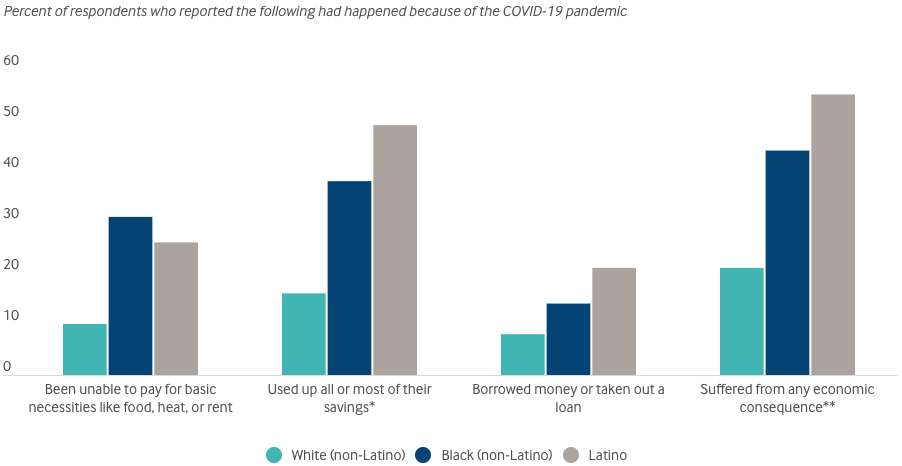 Percent of respondents who reported the following had happened because of the COVID-19 pandemic
60
50
40
30
20
10
0
Been unable to pay for basic
necessities like food, heat, or rent
Used up all or most of their
savings*
Borrowed money or taken out a
loan
Suffered from any economic
consequence**
White (non-Latino) Black (non-Latino) Latino